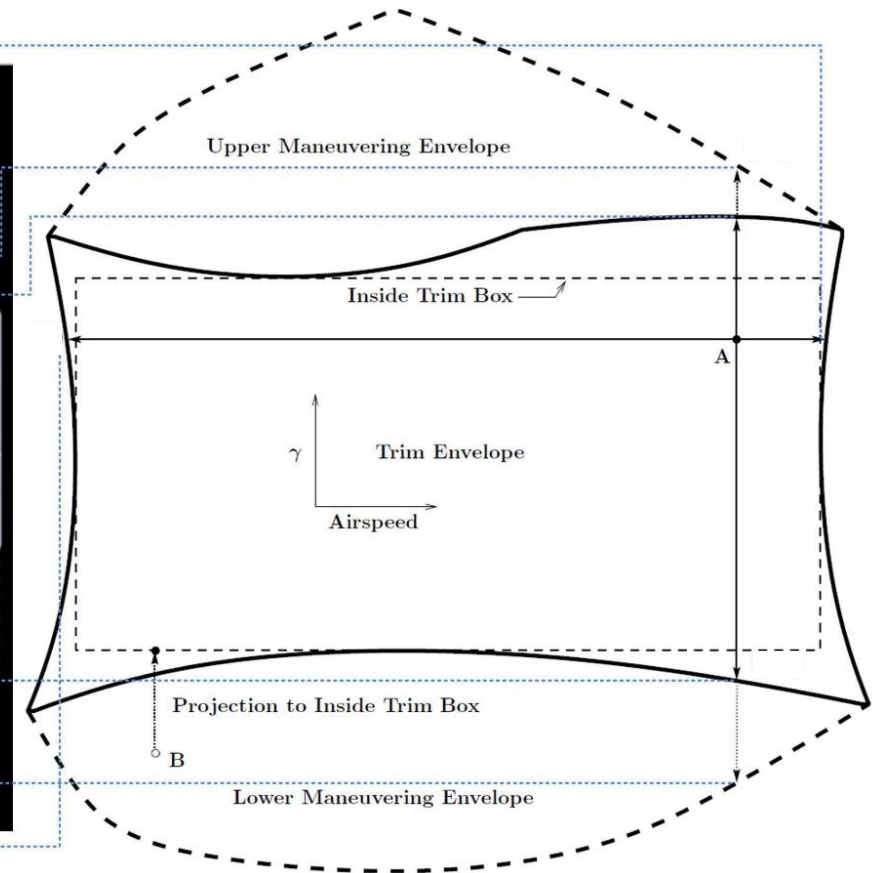 Upper Maneuvering Envelope
Inside Trim Box
A
γ
Trim Envelope
Airspeed
Projection to Inside Trim Box
B
Lower Maneuvering Envelope